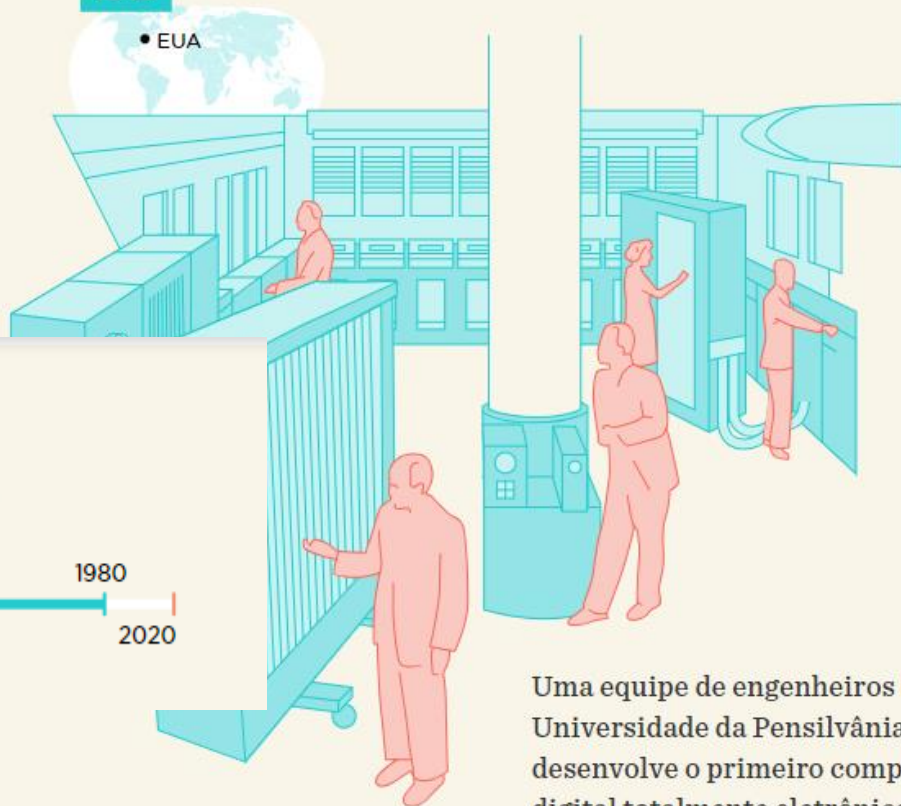 EUA
1980
2020
Uma equipe de engenheiros
Universidade da Pensilvânia
desenvolve o primeiro comp